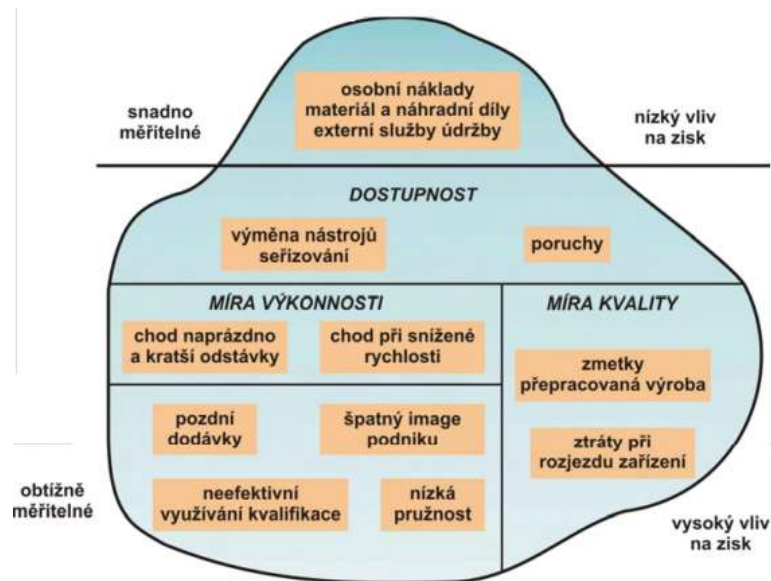 snadno
měřitelné
osobní náklady
materiál a náhradní díly
externí služby údržby
nízký vliv
na zisk
DOSTUPNOST
výměna nástrojů
seřizování
poruchy
MÍRA VÝKONNOSTI
chod naprázdno
a kratší odstávky
chod při snížené
rychlosti
MÍRA KVALITY
zmetky
přepracovaná výroba
ztráty při
rozjezdu zařízení
pozdní
dodávky
špatný image
podniku
neefektivní
využívání kvalifikace
nízká
pružnost
obtížně
měřitelné
vysoký vliv
na zisk